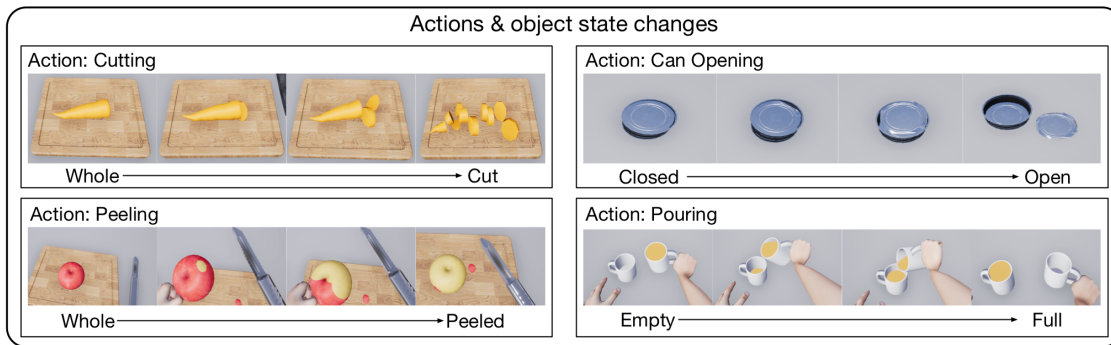 Actions & object state changes
Action: Cutting
Whole Cut
Action: Can Opening
Closed Open
Action: Peeling
Whole Peeled
Action: Pouring
Empty Full